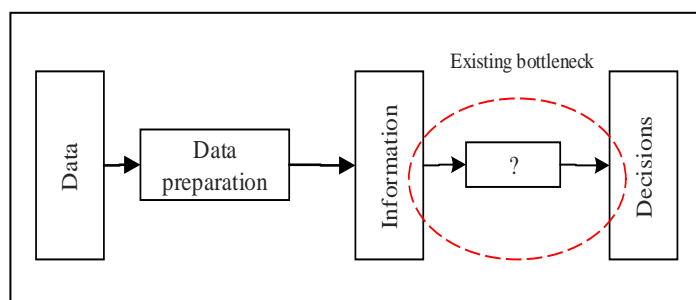 Existing bottleneck
Data
Data
preparation
Information
?
Decisions